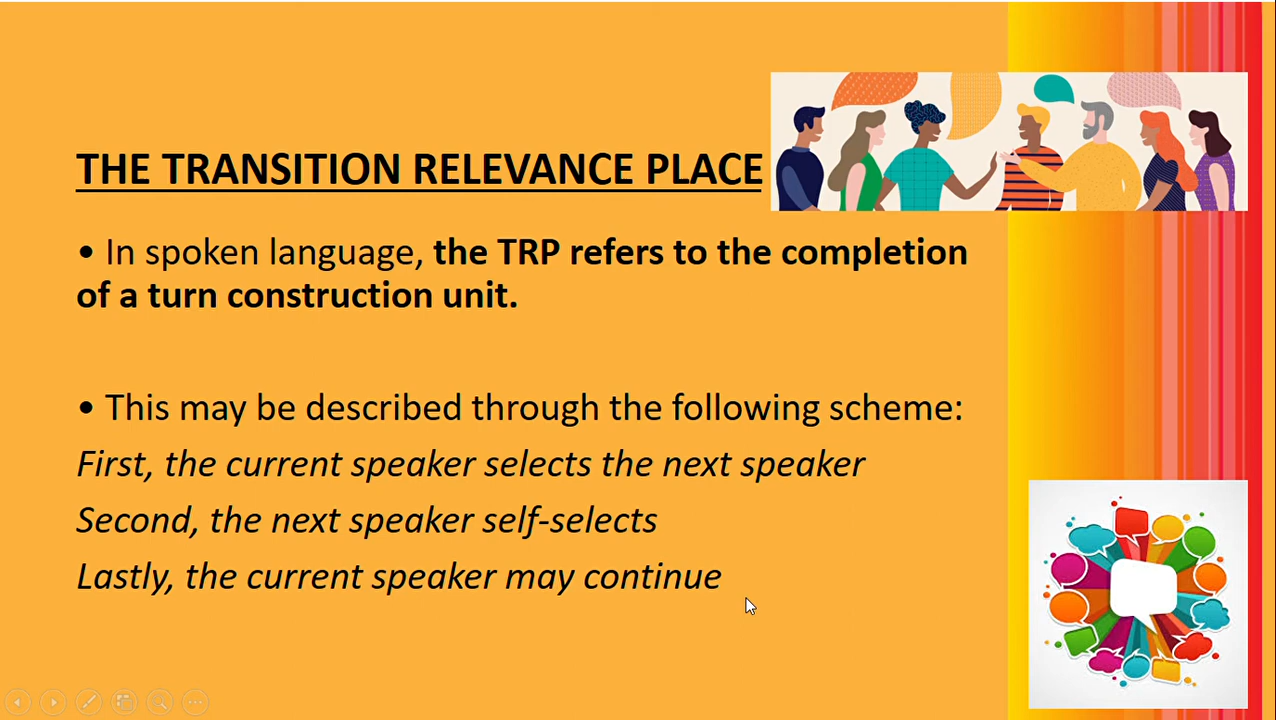 THE TRANSITION RELEVANCE PLACE
• In spoken language, the TRP refers to the completion
of a turn construction unit.
• This may be described through the following scheme:
First, the current speaker selects the next speaker
Second, the next speaker self-selects
Lastly, the current speaker may continue